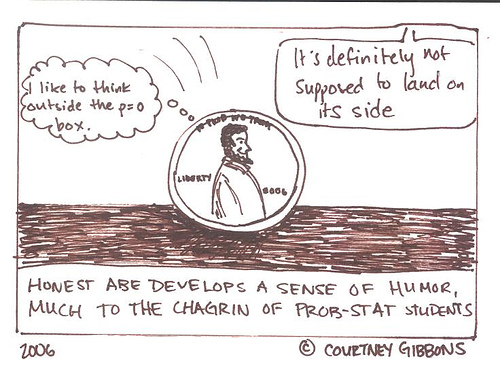 I like to think
outside the p=0
box.
It's definitely not
supposed to land on
its side
LIBERTY
2006
HONEST ABE DEVELOPS A SENSE OF HUMOR,
MUCH TO THE CHAGRIN OF PROB-STAT STUDENTS
2006
© COURTNEY GIBBONS